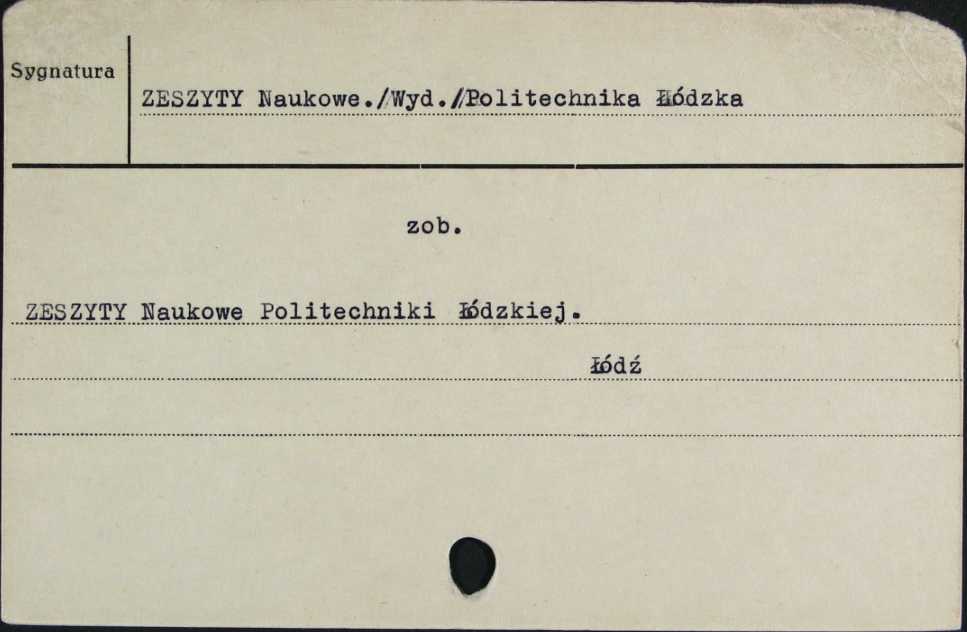 Sygnatura
ZESZYTY Naukowe./Wyd.//Politechnika Łódzka
zob.
ZESZYTY Naukowe Politechniki Łódzkiej.
Łódź